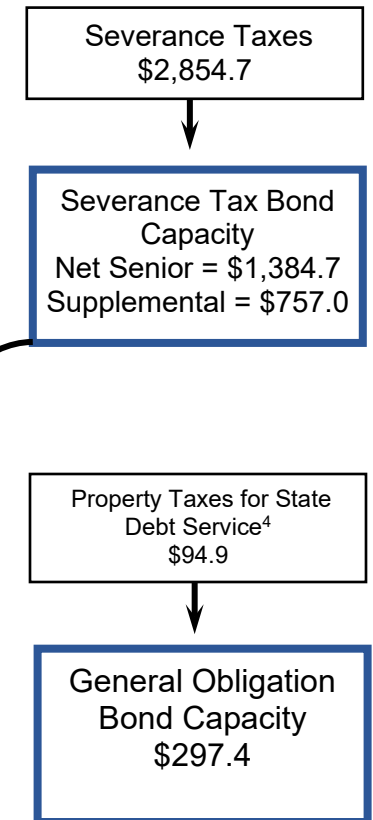 Severance Taxes
$2,854.7
Severance Tax Bond
Capacity
Net Senior = $1,384.7
Supplemental = $757.0
Property Taxes for State
Debt Service⁴
$94.9
General Obligation
Bond Capacity
$297.4